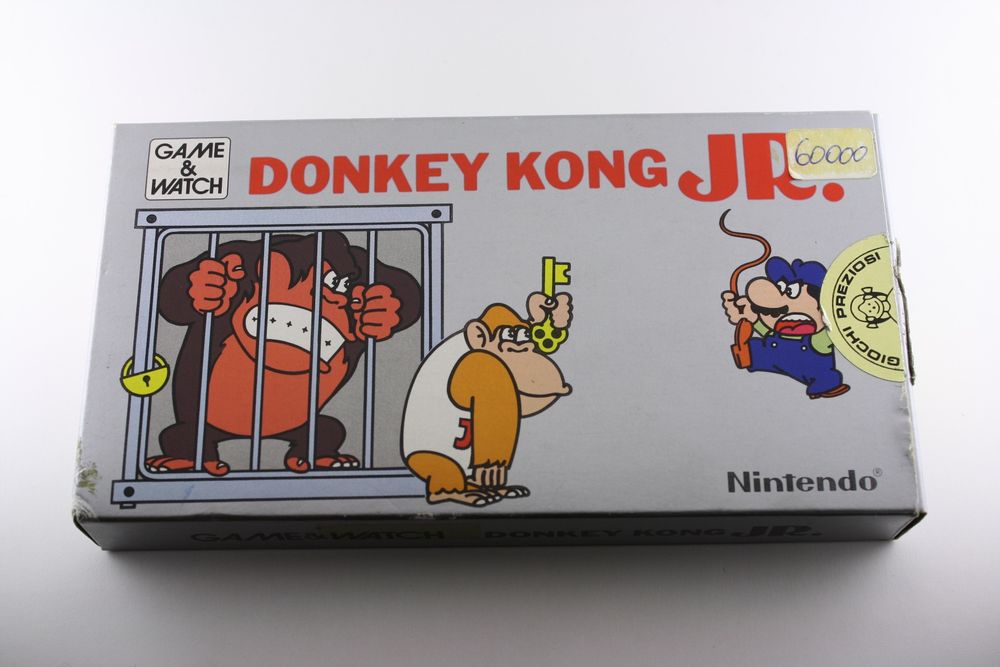 GAME
&
WATCH
DONKEY KONG JR.
60000
GIOCHI PREZIOSI
J
Nintendo®
GAME & WATCH DONKEY KONG JR.